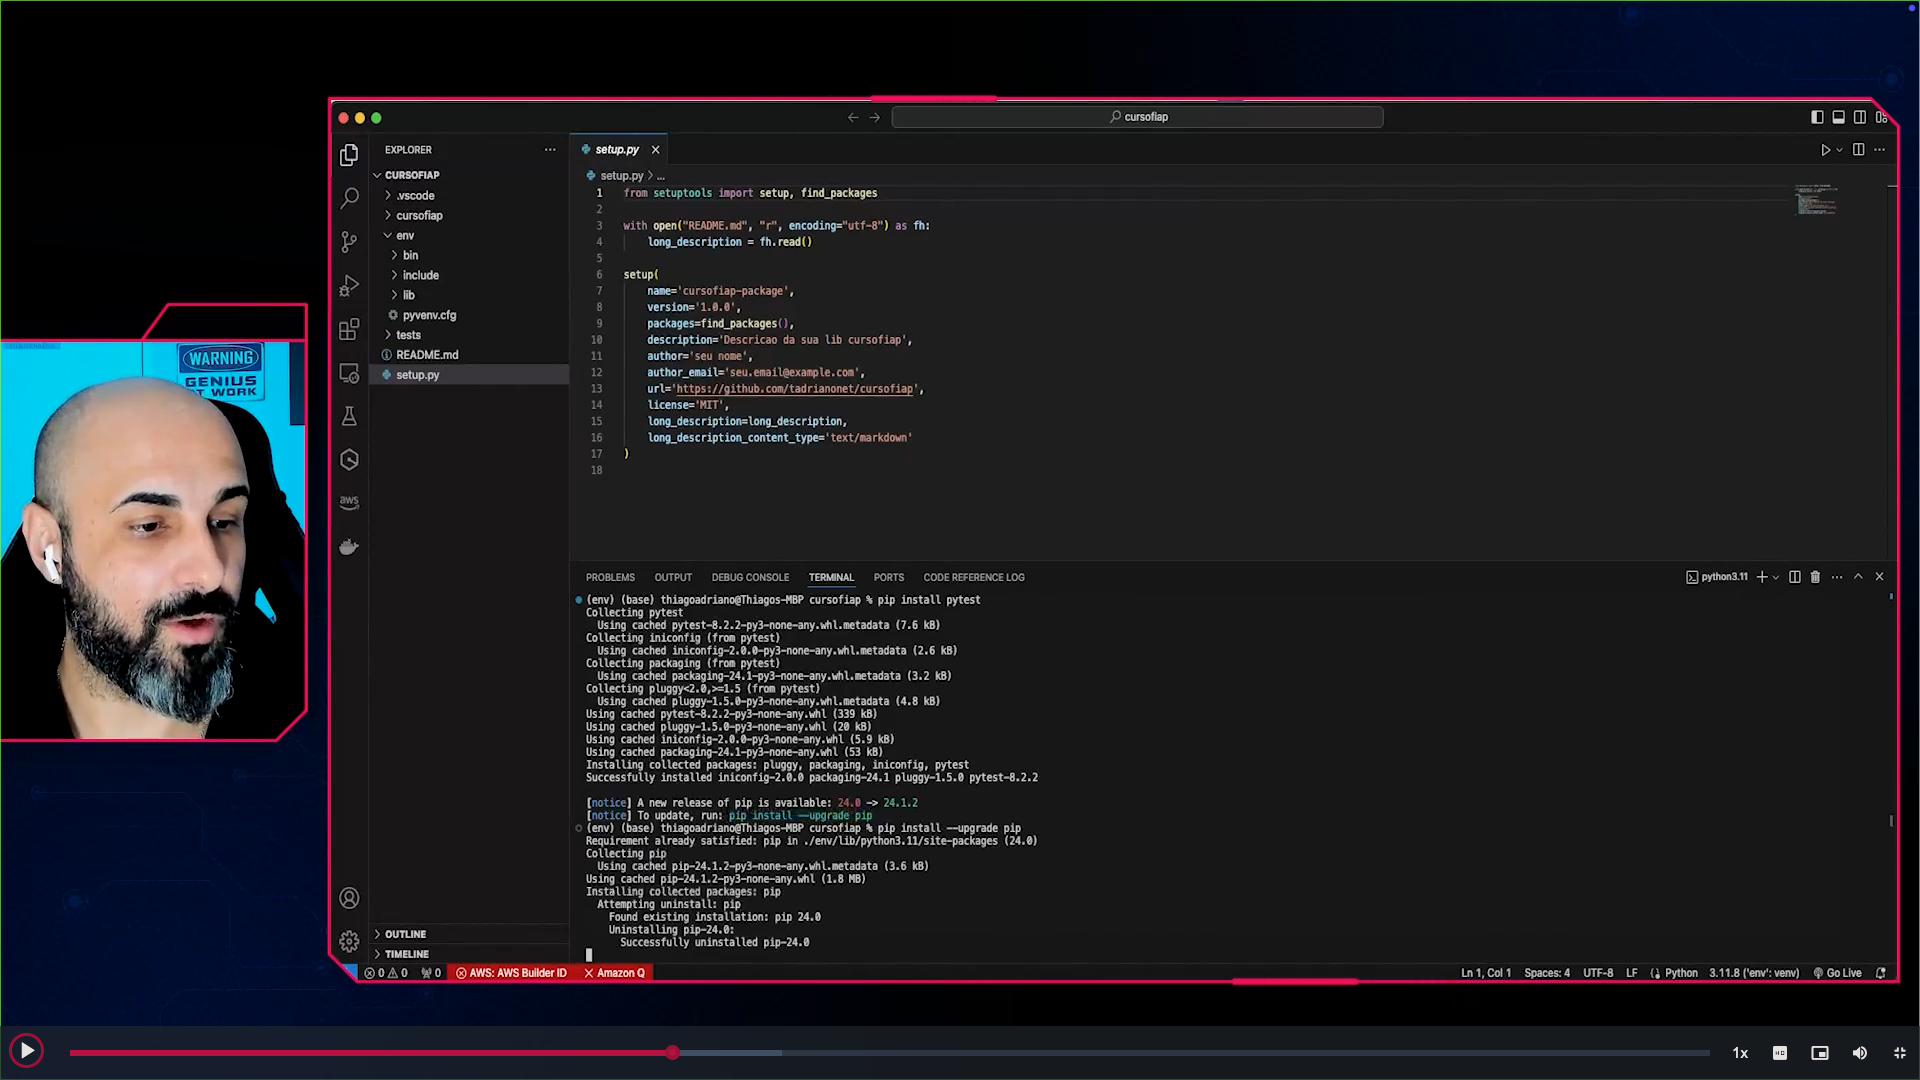 WARNING
GENIUS
AT WORK
cursofiap
EXPLORER
CURSOFIAP
.vscode
cursofiap
env
bin
include
lib
pyvenv.cfg
tests
README.md
setup.py
OUTLINE
TIMELINE
aws
setup.py
setup.py > ...
1 from setuptools import setup, find_packages
2
3 with open("README.md", "r", encoding="utf-8") as fh:
4 long_description = fh.read()
5
6 setup(
7 name='cursofiap-package',
8 version='1.0.0',
9 packages=find_packages(),
10 description='Descricao da sua lib cursofiap',
11 author='seu nome',
12 author_email='seu.email@example.com',
13 url='https://github.com/tadrianonet/cursofiap',
14 license='MIT',
15 long_description=long_description,
16 long_description_content_type='text/markdown'
17 )
18
PROBLEMS OUTPUT DEBUG CONSOLE TERMINAL PORTS CODE REFERENCE LOG
python3.11
(env) (base) thiagoadriano@Thiagos-MBP cursofiap % pip install pytest
Collecting pytest
Using cached pytest-8.2.2-py3-none-any.whl.metadata (7.6 kB)
Collecting iniconfig (from pytest)
Using cached iniconfig-2.0.0-py3-none-any.whl.metadata (2.6 kB)
Collecting packaging (from pytest)
Using cached packaging-24.1-py3-none-any.whl.metadata (3.2 kB)
Collecting pluggy<2.0,>=1.5 (from pytest)
Using cached pluggy-1.5.0-py3-none-any.whl.metadata (4.8 kB)
Using cached pytest-8.2.2-py3-none-any.whl (339 kB)
Using cached pluggy-1.5.0-py3-none-any.whl (20 kB)
Using cached iniconfig-2.0.0-py3-none-any.whl (5.9 kB)
Using cached packaging-24.1-py3-none-any.whl (53 kB)
Installing collected packages: pluggy, packaging, iniconfig, pytest
Successfully installed iniconfig-2.0.0 packaging-24.1 pluggy-1.5.0 pytest-8.2.2
[notice] A new release of pip is available: 24.0 -> 24.1.2
[notice] To update, run: pip install --upgrade pip
(env) (base) thiagoadriano@Thiagos-MBP cursofiap % pip install --upgrade pip
Requirement already satisfied: pip in ./env/lib/python3.11/site-packages (24.0)
Collecting pip
Using cached pip-24.1.2-py3-none-any.whl.metadata (3.6 kB)
Using cached pip-24.1.2-py3-none-any.whl (1.8 MB)
Installing collected packages: pip
Attempting uninstall: pip
Found existing installation: pip 24.0
Uninstalling pip-24.0:
Successfully uninstalled pip-24.0
0 0 0 AWS: AWS Builder ID Amazon Q
Ln 1, Col 1 Spaces: 4 UTF-8 LF Python 3.11.8 ('env': venv) Go Live
1x HD